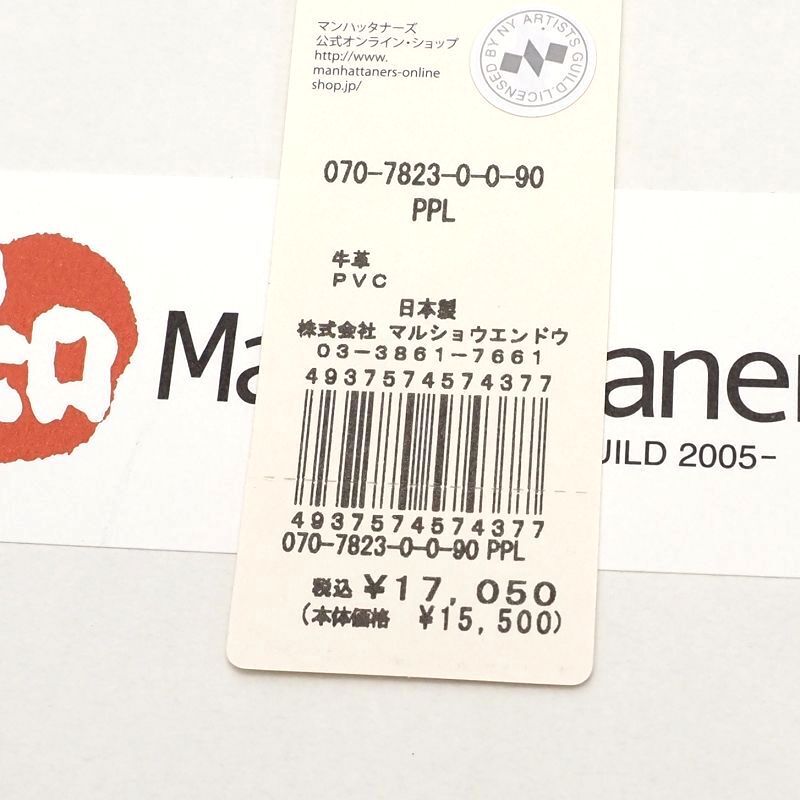 マンハッタナーズ
公式オンライン・ショップ
http://www.
manhattaners-online
shop.jp/
LICENSED BY NY ARTISTS GUILD.
070-7823-0-0-90
PPL
牛革
PVC
日本製
株式会社 マルショウエンドウ
03-3861-7661
4937574574377
4937574574377
070-7823-0-0-90 PPL
税込 ¥17,050
(本体価格 ¥15,500)
Ma
aner
UILD 2005-